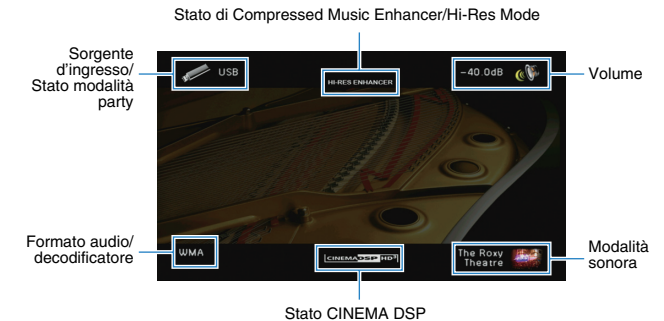 Stato di Compressed Music Enhancer/Hi-Res Mode
Sorgente
d'ingresso/
Stato modalità
party
USB
HI-RES ENHANCER
-40.0dB
Volume
Formato audio/
decodificatore
WMA
CINEMA DSP HD³
The Roxy
Theatre
Modalità
sonora
Stato CINEMA DSP